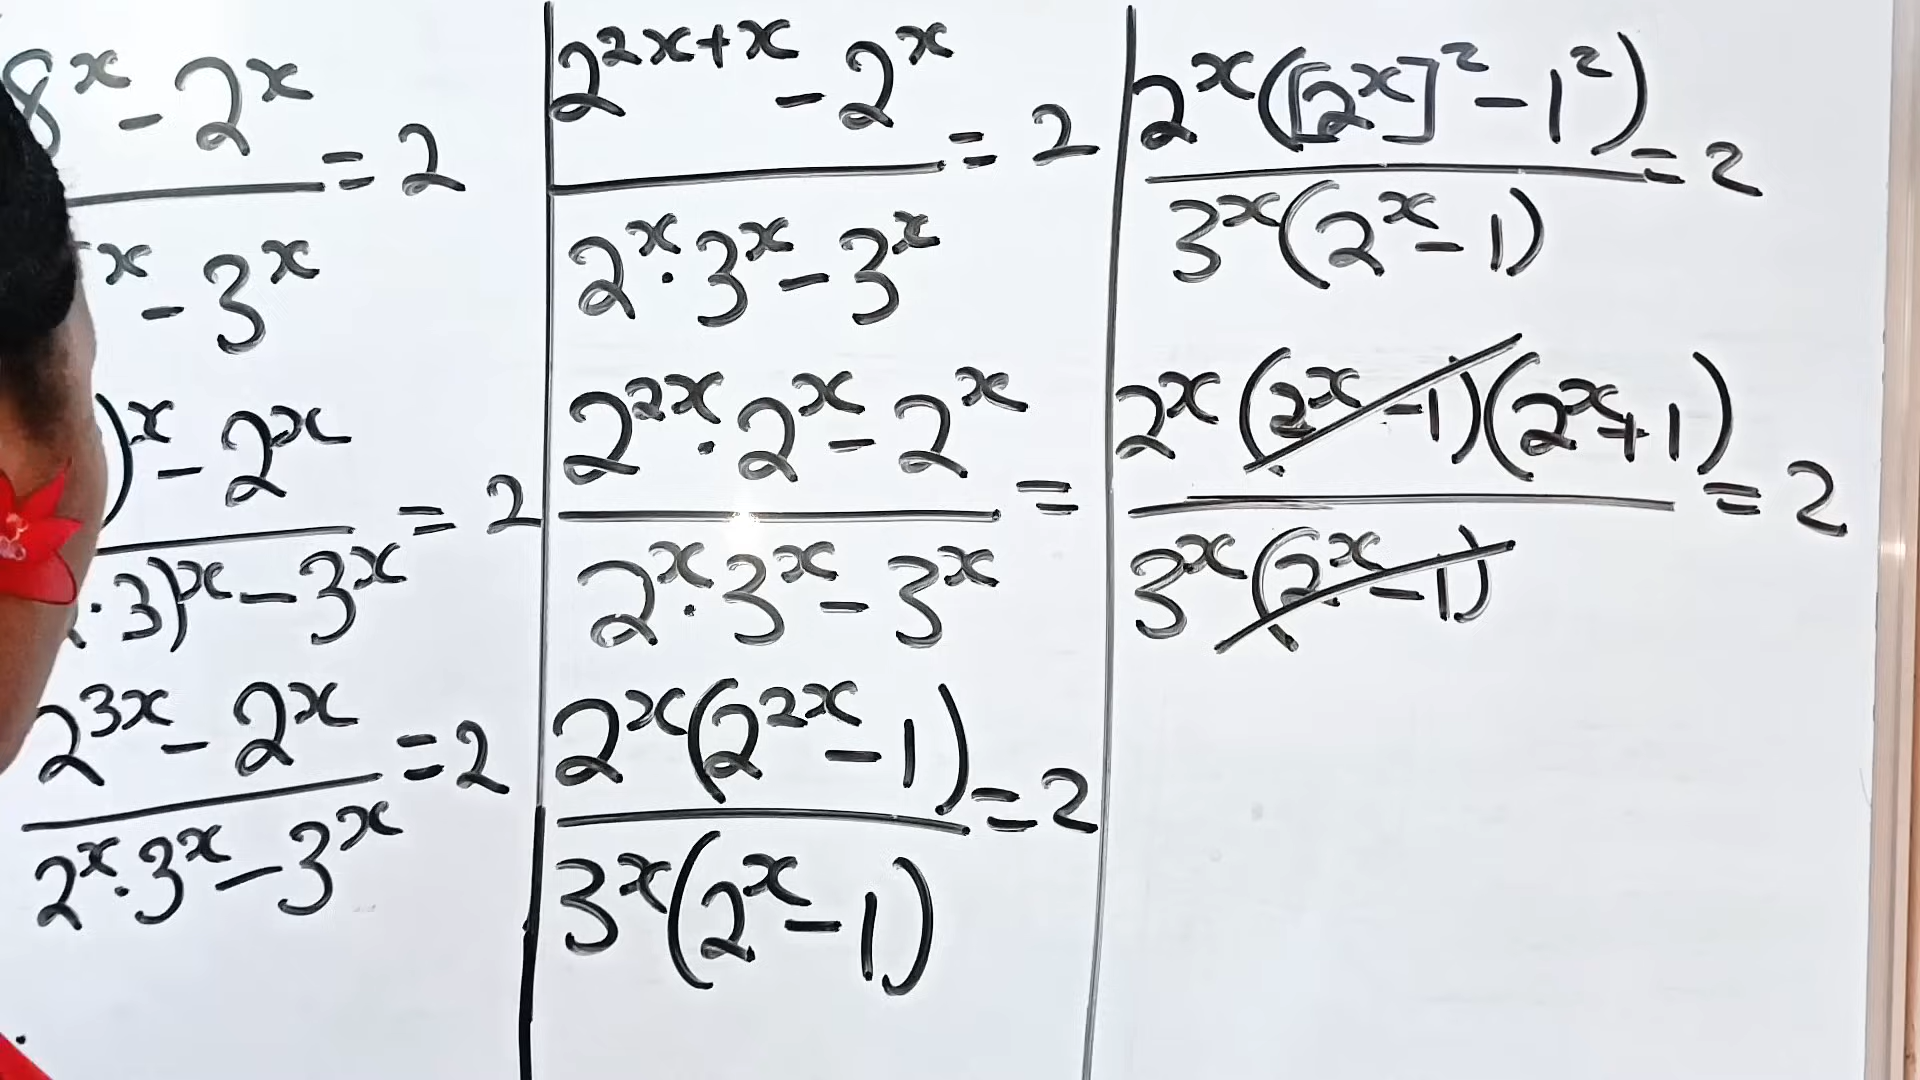 8^x - 2^x
/ = 2
^x - 3^x
)^x - 2^x
/ = 2
·3)^x - 3^x
2^{3x} - 2^x
/ = 2
2^x·3^x - 3^x
2^{2x+x} - 2^x
/ = 2
2^x·3^x - 3^x
2^{2x}·2^x - 2^x
/ =
2^x·3^x - 3^x
2^x(2^{2x} - 1)
/ = 2
3^x(2^x - 1)
2^x([2^x]^2 - 1^2)
/ = 2
3^x(2^x - 1)
2^x(2^x - 1)(2^x + 1)
/ = 2
3^x(2^x - 1)